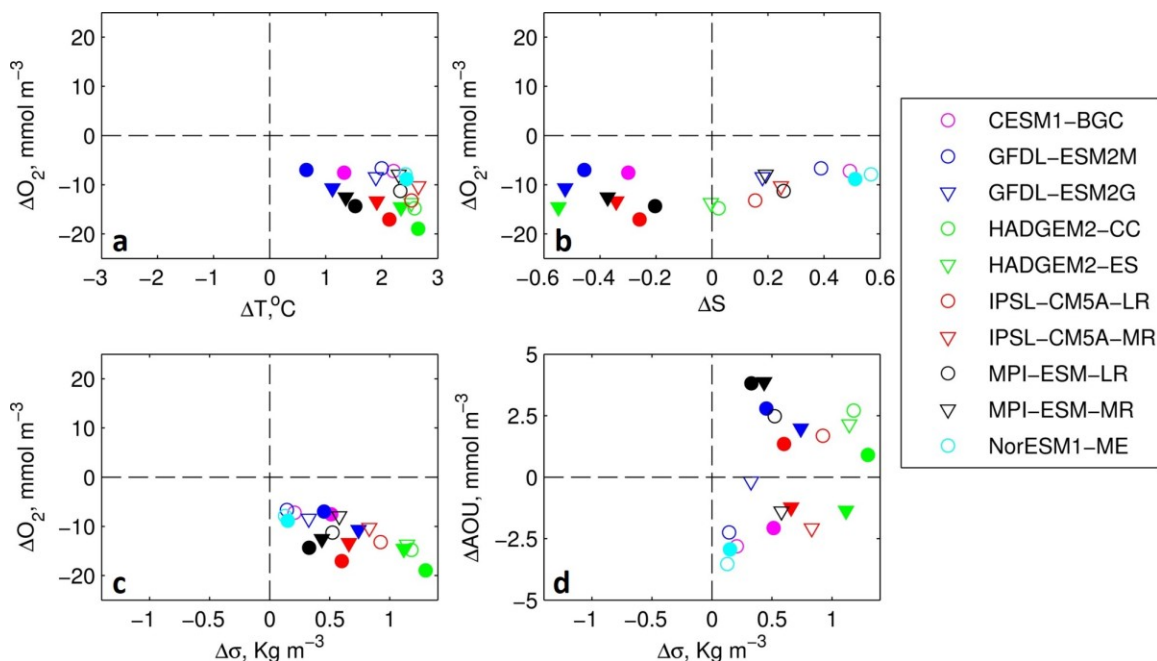 20
10
0
−10
−20
ΔO₂, mmol m⁻³
a
−3 −2 −1 0 1 2 3
ΔT,°C
20
10
0
−10
−20
ΔO₂, mmol m⁻³
b
−0.6 −0.4 −0.2 0 0.2 0.4 0.6
ΔS
20
10
0
−10
−20
ΔO₂, mmol m⁻³
c
−1 −0.5 0 0.5 1
Δσ, Kg m⁻³
5
2.5
0
−2.5
−5
ΔAOU, mmol m⁻³
d
−1 −0.5 0 0.5 1
Δσ, Kg m⁻³
CESM1−BGC
GFDL−ESM2M
GFDL−ESM2G
HADGEM2−CC
HADGEM2−ES
IPSL−CM5A−LR
IPSL−CM5A−MR
MPI−ESM−LR
MPI−ESM−MR
NorESM1−ME